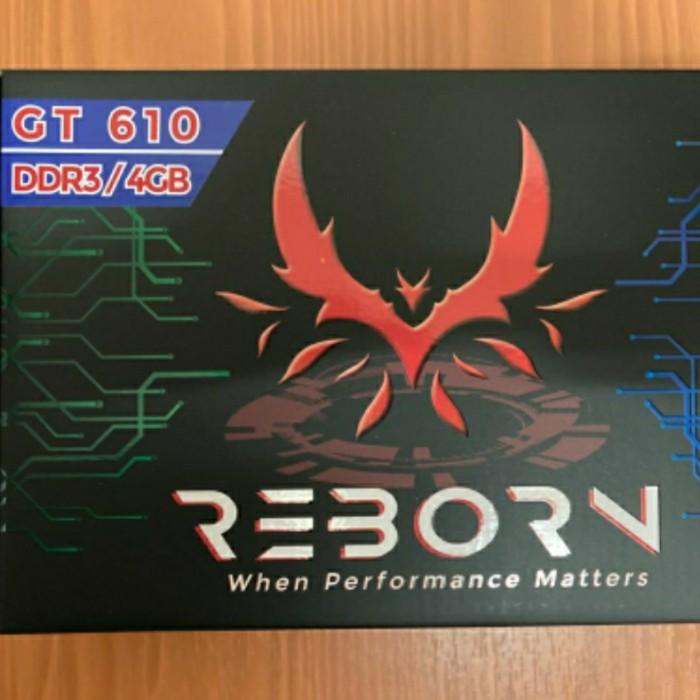 GT 610
DDR3/4GB
REBORN
When Performance Matters